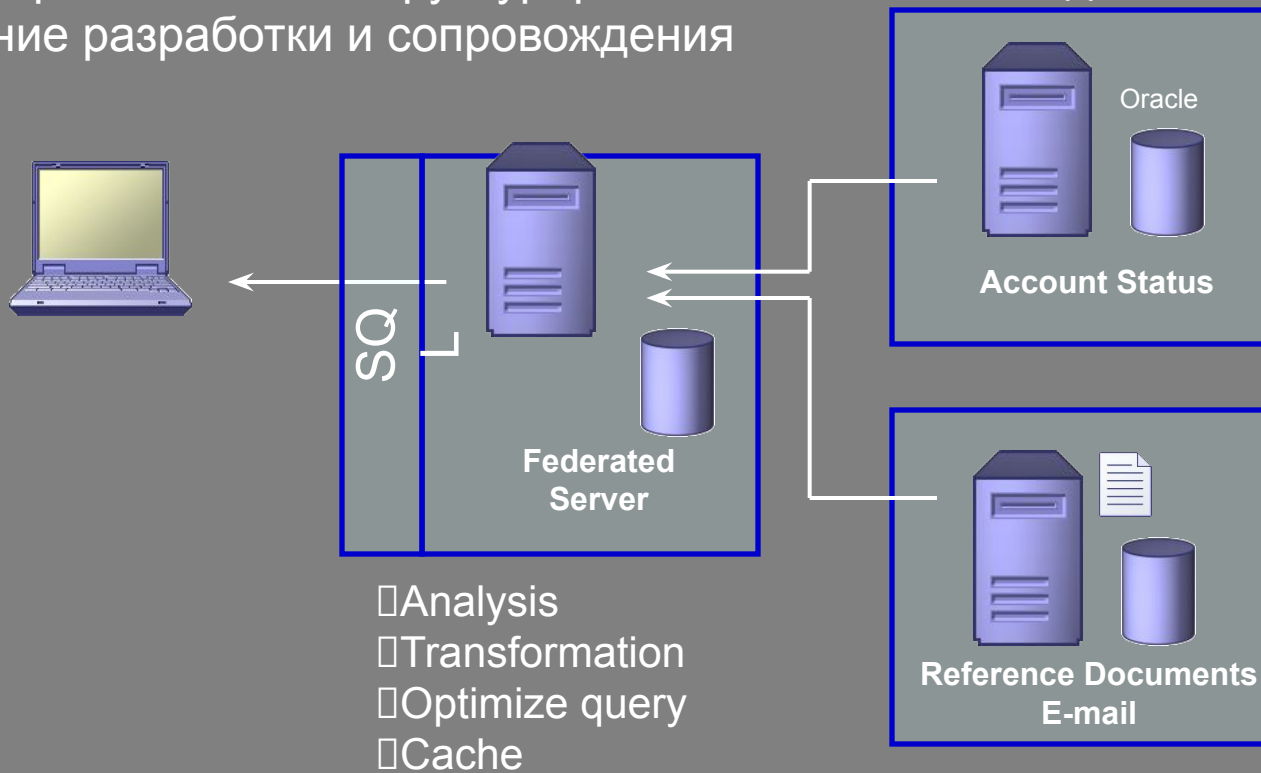 ние разработки и сопровождения
Oracle
Account Status
SQ
L
Federated
Server
Analysis
Transformation
Optimize query
Cache
Reference Documents
E-mail